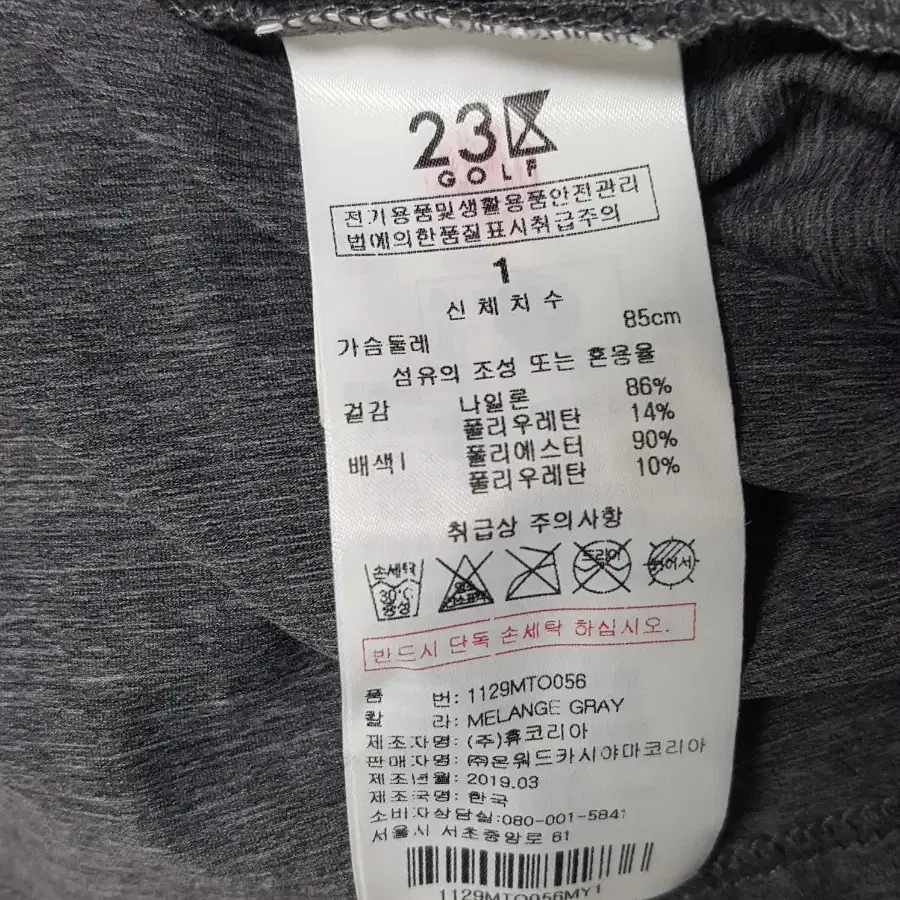 23
GOLF
전기용품및생활용품안전관리
법에의한품질표시취급주의
1
신체치수
가슴둘레 85cm
섬유의 조성 또는 혼용율
겉감 나일론 86%
폴리우레탄 14%
배색I 폴리에스터 90%
폴리우레탄 10%
취급상 주의사항
손세탁 30℃ 중성
드라이
반드시 단독 손세탁 하십시오.
품 번: 1129MTO056
칼 라: MELANGE GRAY
제조자명: (주)휴코리아
판매자명: ㈜온워드카시야마코리아
제조년월: 2019.03
제조국명: 한국
소비자상담실:080-001-5841
서울시 서초중앙로 61
1129MTO056MY1